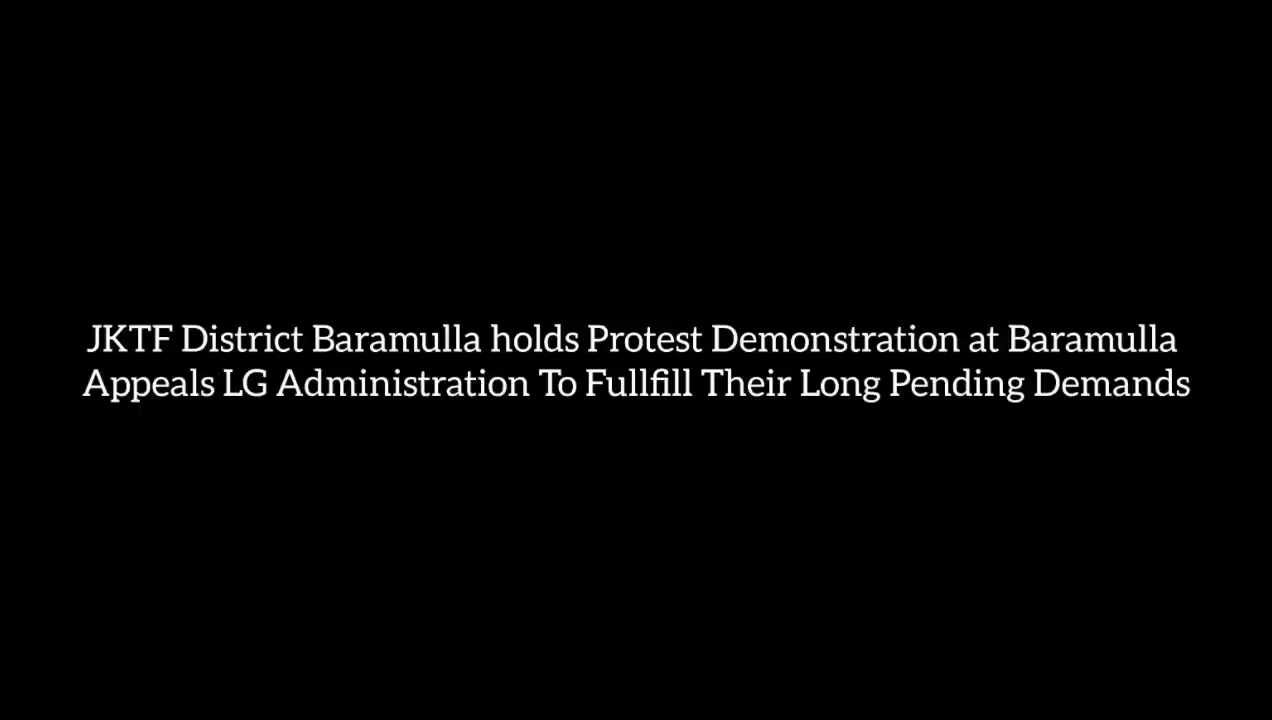 JKTF District Baramulla holds Protest Demonstration at Baramulla
Appeals LG Administration To Fullfill Their Long Pending Demands